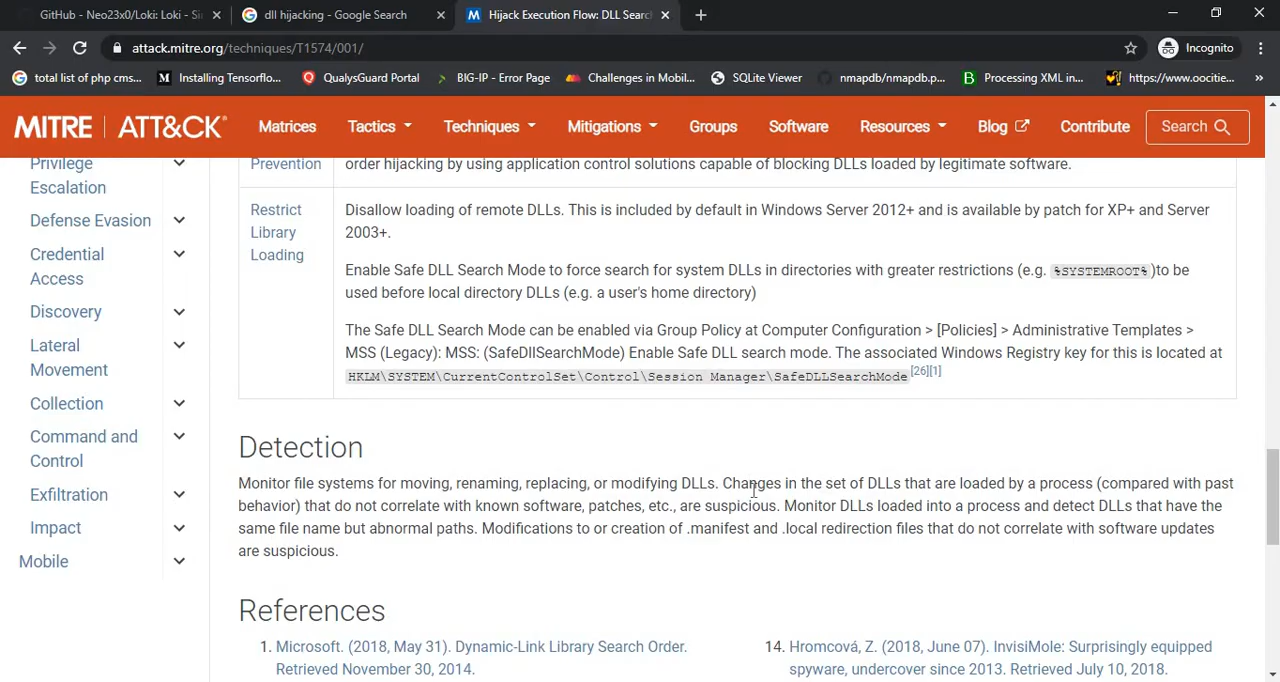 GitHub - Neo23x0/Loki: Loki - Si
dll hijacking - Google Search
Hijack Execution Flow: DLL Searc
attack.mitre.org/techniques/T1574/001/
Incognito
total list of php cms...
Installing Tensorflo...
QualysGuard Portal
BIG-IP - Error Page
Challenges in Mobil...
SQLite Viewer
nmapdb/nmapdb.p...
Processing XML in...
https://www.oocitie...
»
MITRE | ATT&CK®
Matrices
Tactics
Techniques
Mitigations
Groups
Software
Resources
Blog
Contribute
Search
Privilege
Escalation
Defense Evasion
Credential
Access
Discovery
Lateral
Movement
Collection
Command and
Control
Exfiltration
Impact
Mobile
Prevention
order hijacking by using application control solutions capable of blocking DLLs loaded by legitimate software.
Restrict
Library
Loading
Disallow loading of remote DLLs. This is included by default in Windows Server 2012+ and is available by patch for XP+ and Server
2003+.
Enable Safe DLL Search Mode to force search for system DLLs in directories with greater restrictions (e.g. %SYSTEMROOT%)to be
used before local directory DLLs (e.g. a user's home directory)
The Safe DLL Search Mode can be enabled via Group Policy at Computer Configuration > [Policies] > Administrative Templates >
MSS (Legacy): MSS: (SafeDllSearchMode) Enable Safe DLL search mode. The associated Windows Registry key for this is located at
HKLM\SYSTEM\CurrentControlSet\Control\Session Manager\SafeDLLSearchMode[26][1]
Detection
Monitor file systems for moving, renaming, replacing, or modifying DLLs. Changes in the set of DLLs that are loaded by a process (compared with past
behavior) that do not correlate with known software, patches, etc., are suspicious. Monitor DLLs loaded into a process and detect DLLs that have the
same file name but abnormal paths. Modifications to or creation of .manifest and .local redirection files that do not correlate with software updates
are suspicious.
References
1. Microsoft. (2018, May 31). Dynamic-Link Library Search Order.
Retrieved November 30, 2014.
14. Hromcová, Z. (2018, June 07). InvisiMole: Surprisingly equipped
spyware, undercover since 2013. Retrieved July 10, 2018.